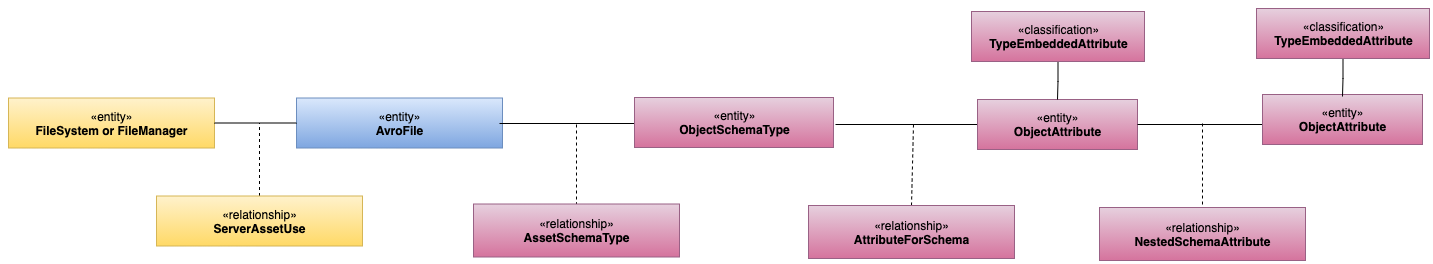 «classification»
TypeEmbeddedAttribute
«classification»
TypeEmbeddedAttribute
«entity»
FileSystem or FileManager
«entity»
AvroFile
«entity»
ObjectSchemaType
«entity»
ObjectAttribute
«entity»
ObjectAttribute
«relationship»
ServerAssetUse
«relationship»
AssetSchemaType
«relationship»
AttributeForSchema
«relationship»
NestedSchemaAttribute